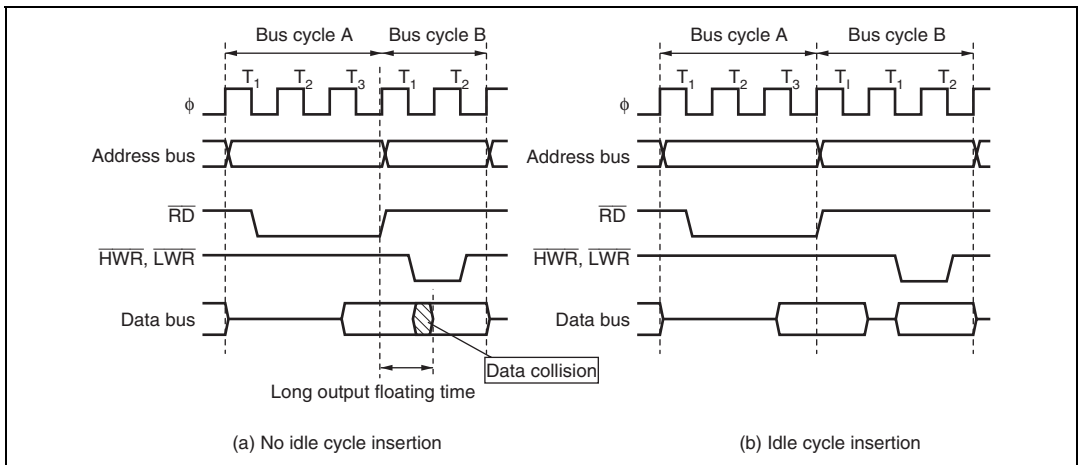 Bus cycle A Bus cycle B
T1 T2 T3 T1 T2
φ
Address bus
RD
HWR, LWR
Data bus
Data collision
Long output floating time
(a) No idle cycle insertion
Bus cycle A Bus cycle B
T1 T2 T3 TI T1 T2
φ
Address bus
RD
HWR, LWR
Data bus
(b) Idle cycle insertion